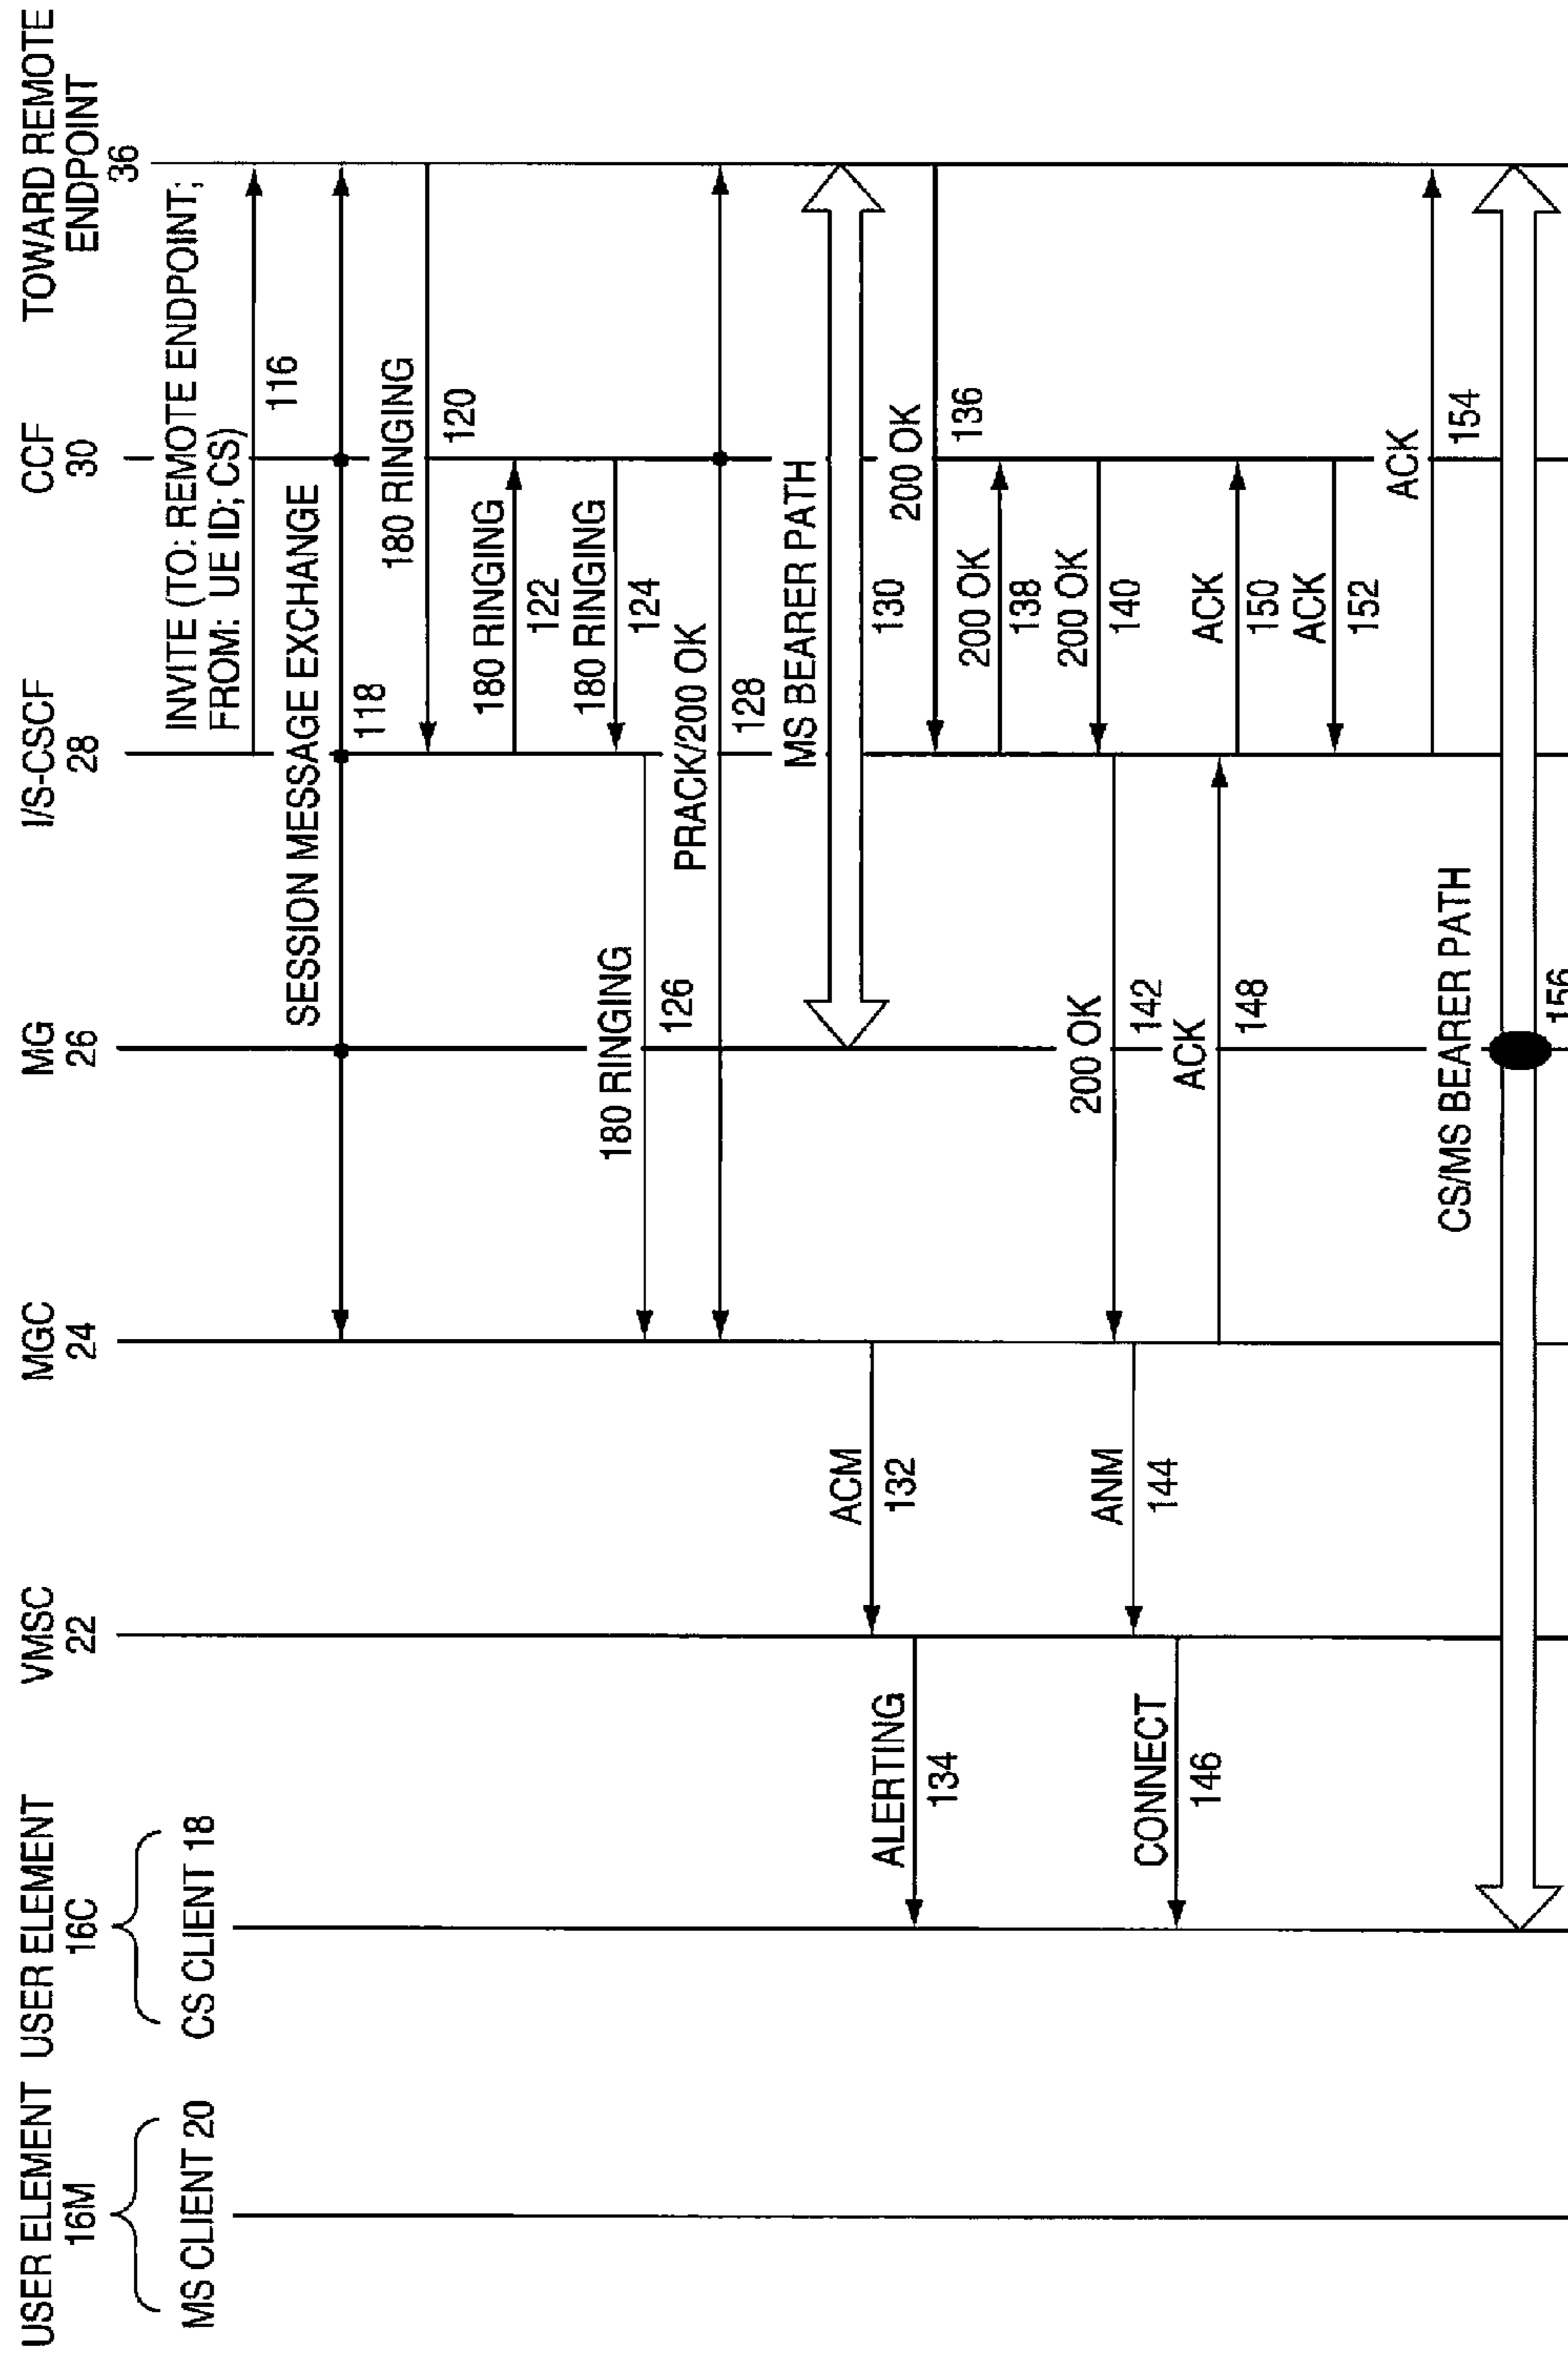 USER ELEMENT
16M
MS CLIENT 20
USER ELEMENT
16C
CS CLIENT 18
VMSC
22
MGC
24
MG
26
I/S-CSCF
28
CCF
30
TOWARD REMOTE
ENDPOINT
36
INVITE (TO: REMOTE ENDPOINT;
FROM: UE ID; CS)
116
SESSION MESSAGE EXCHANGE
118
180 RINGING
120
180 RINGING
122
180 RINGING
124
180 RINGING
126
PRACK/200 OK
128
MS BEARER PATH
130
ACM
132
ALERTING
134
200 OK
136
200 OK
138
200 OK
140
200 OK
142
ANM
144
CONNECT
146
ACK
148
ACK
150
ACK
152
ACK
154
CS/MS BEARER PATH
156